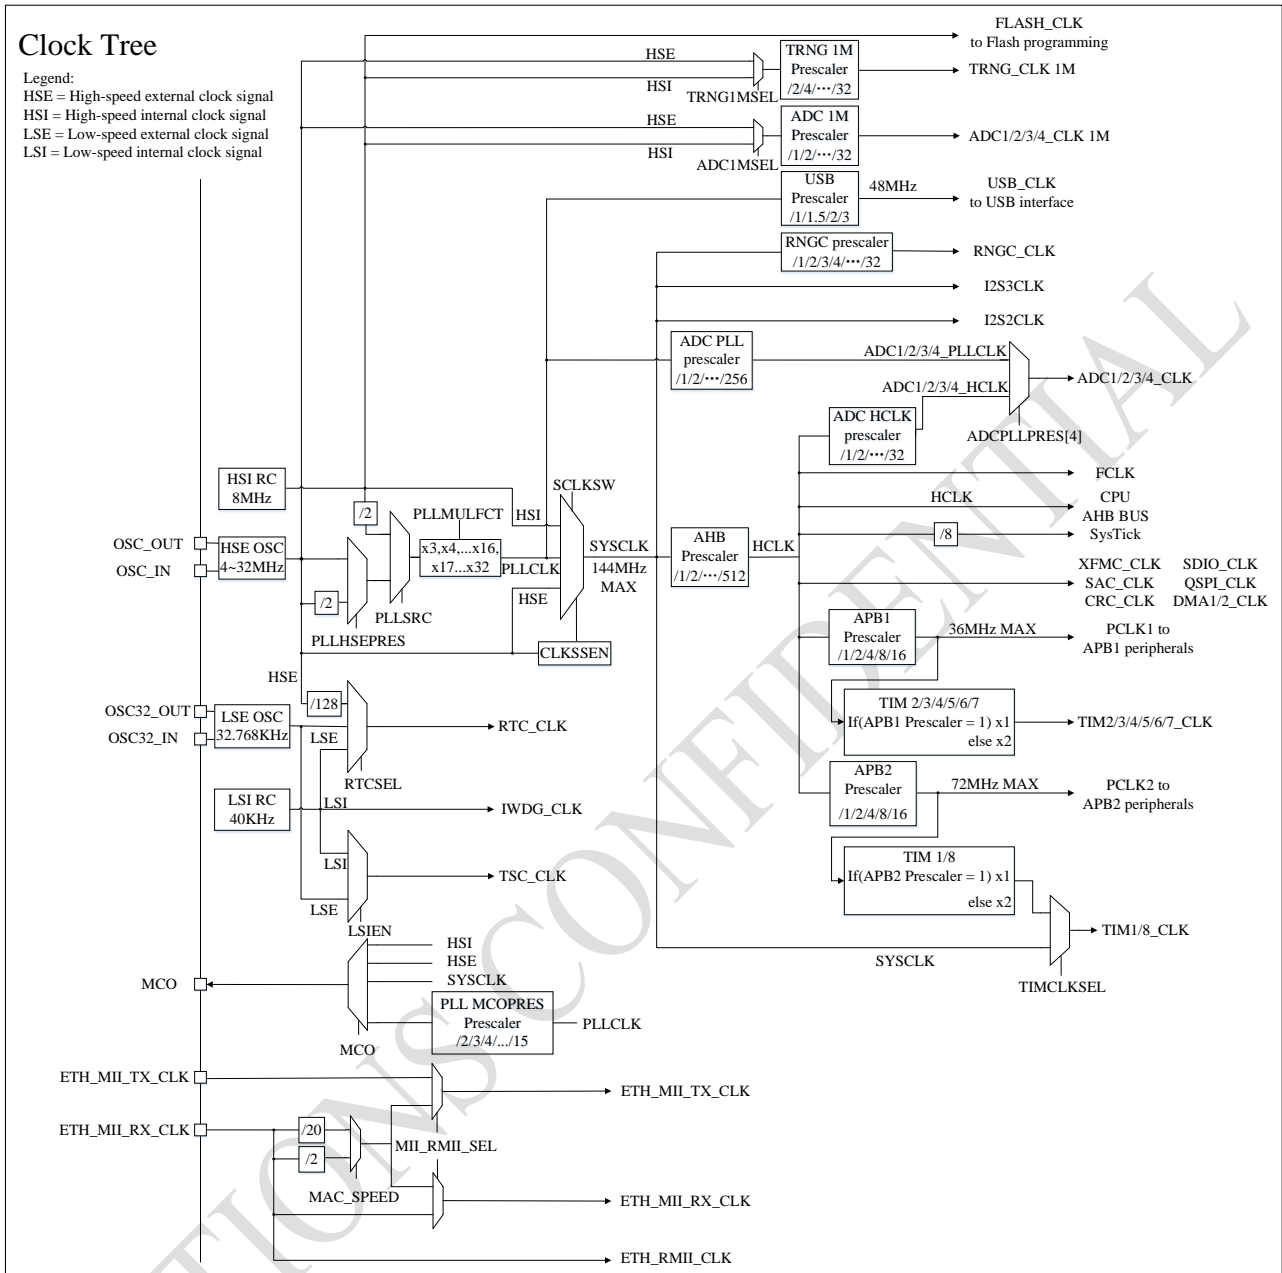 Clock Tree
Legend:
HSE = High-speed external clock signal
HSI = High-speed internal clock signal
LSE = Low-speed external clock signal
LSI = Low-speed internal clock signal
FLASH_CLK
to Flash programming
HSE
HSI
TRNG1MSEL
TRNG 1M
Prescaler
/2/4/···/32
TRNG_CLK 1M
HSE
HSI
ADC1MSEL
ADC 1M
Prescaler
/1/2/···/32
ADC1/2/3/4_CLK 1M
USB
Prescaler
/1/1.5/2/3
48MHz
USB_CLK
to USB interface
RNGC prescaler
/1/2/3/4/···/32
RNGC_CLK
I2S3CLK
I2S2CLK
ADC PLL
prescaler
/1/2/···/256
ADC1/2/3/4_PLLCLK
ADC1/2/3/4_HCLK
ADC1/2/3/4_CLK
ADCPLLPRES[4]
ADC HCLK
prescaler
/1/2/···/32
HSI RC
8MHz
/2
PLLMULFCT
SCLKSW
HSI
FCLK
HCLK
CPU
AHB BUS
/8
SysTick
OSC_OUT
OSC_IN
HSE OSC
4~32MHz
x3,x4,...x16,
x17...x32
PLLCLK
HSE
SYSCLK
144MHz
MAX
AHB
Prescaler
/1/2/···/512
HCLK
/2
PLLSRC
PLLHSEPRES
CLKSSEN
XFMC_CLK SDIO_CLK
SAC_CLK QSPI_CLK
CRC_CLK DMA1/2_CLK
APB1
Prescaler
/1/2/4/8/16
36MHz MAX
PCLK1 to
APB1 peripherals
HSE
/128
OSC32_OUT
OSC32_IN
LSE OSC
32.768KHz
LSE
RTC_CLK
RTCSEL
TIM 2/3/4/5/6/7
If(APB1 Prescaler = 1) x1
else x2
TIM2/3/4/5/6/7_CLK
LSI RC
40KHz
LSI
IWDG_CLK
APB2
Prescaler
/1/2/4/8/16
72MHz MAX
PCLK2 to
APB2 peripherals
LSI
LSE
TSC_CLK
LSIEN
TIM 1/8
If(APB2 Prescaler = 1) x1
else x2
TIM1/8_CLK
SYSCLK
TIMCLKSEL
MCO
HSI
HSE
SYSCLK
PLL MCOPRES
Prescaler
/2/3/4/.../15
PLLCLK
MCO
ETH_MII_TX_CLK
ETH_MII_TX_CLK
ETH_MII_RX_CLK
/20
/2
MII_RMII_SEL
MAC_SPEED
ETH_MII_RX_CLK
ETH_RMII_CLK
TIONS CONFIDENTIAL